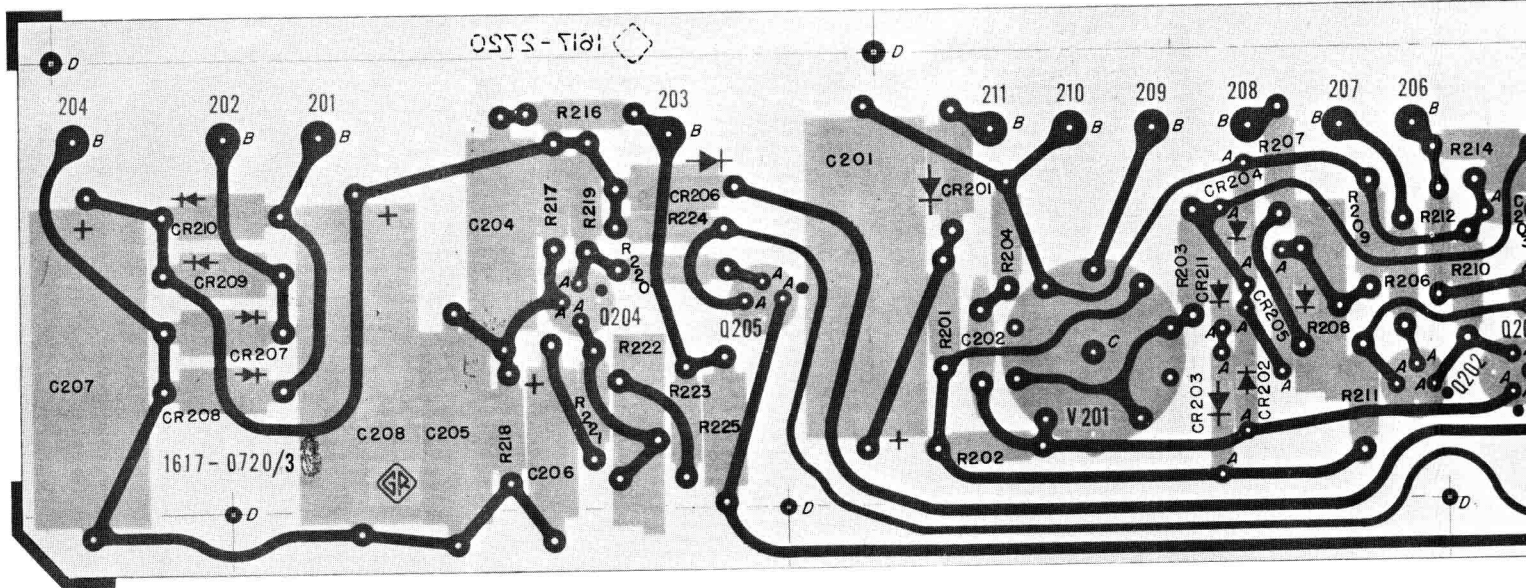 1617-2720
D
D
204
B
202
B
201
B
R216
203
B
211
B
210
B
209
B
208
B
207
B
206
B
C201
CR201
R207
R214
A
CR204
A
R209
R212
A
CR206
R224
R217
R219
C204
+
+
CR210
CR209
R220
A
A
A
R204
R203
CR211
A
A
A
CR205
R206
R210
A
A
A
Q204
Q205
CR207
R222
R201
C202
C
R208
A
A
Q202
A
A
A
A
C207
CR208
C208
C205
R218
+
R221
R223
R225
V201
CR203
CR202
A
R211
C206
R202
+
A
1617-0720/3
GR
D
D
D